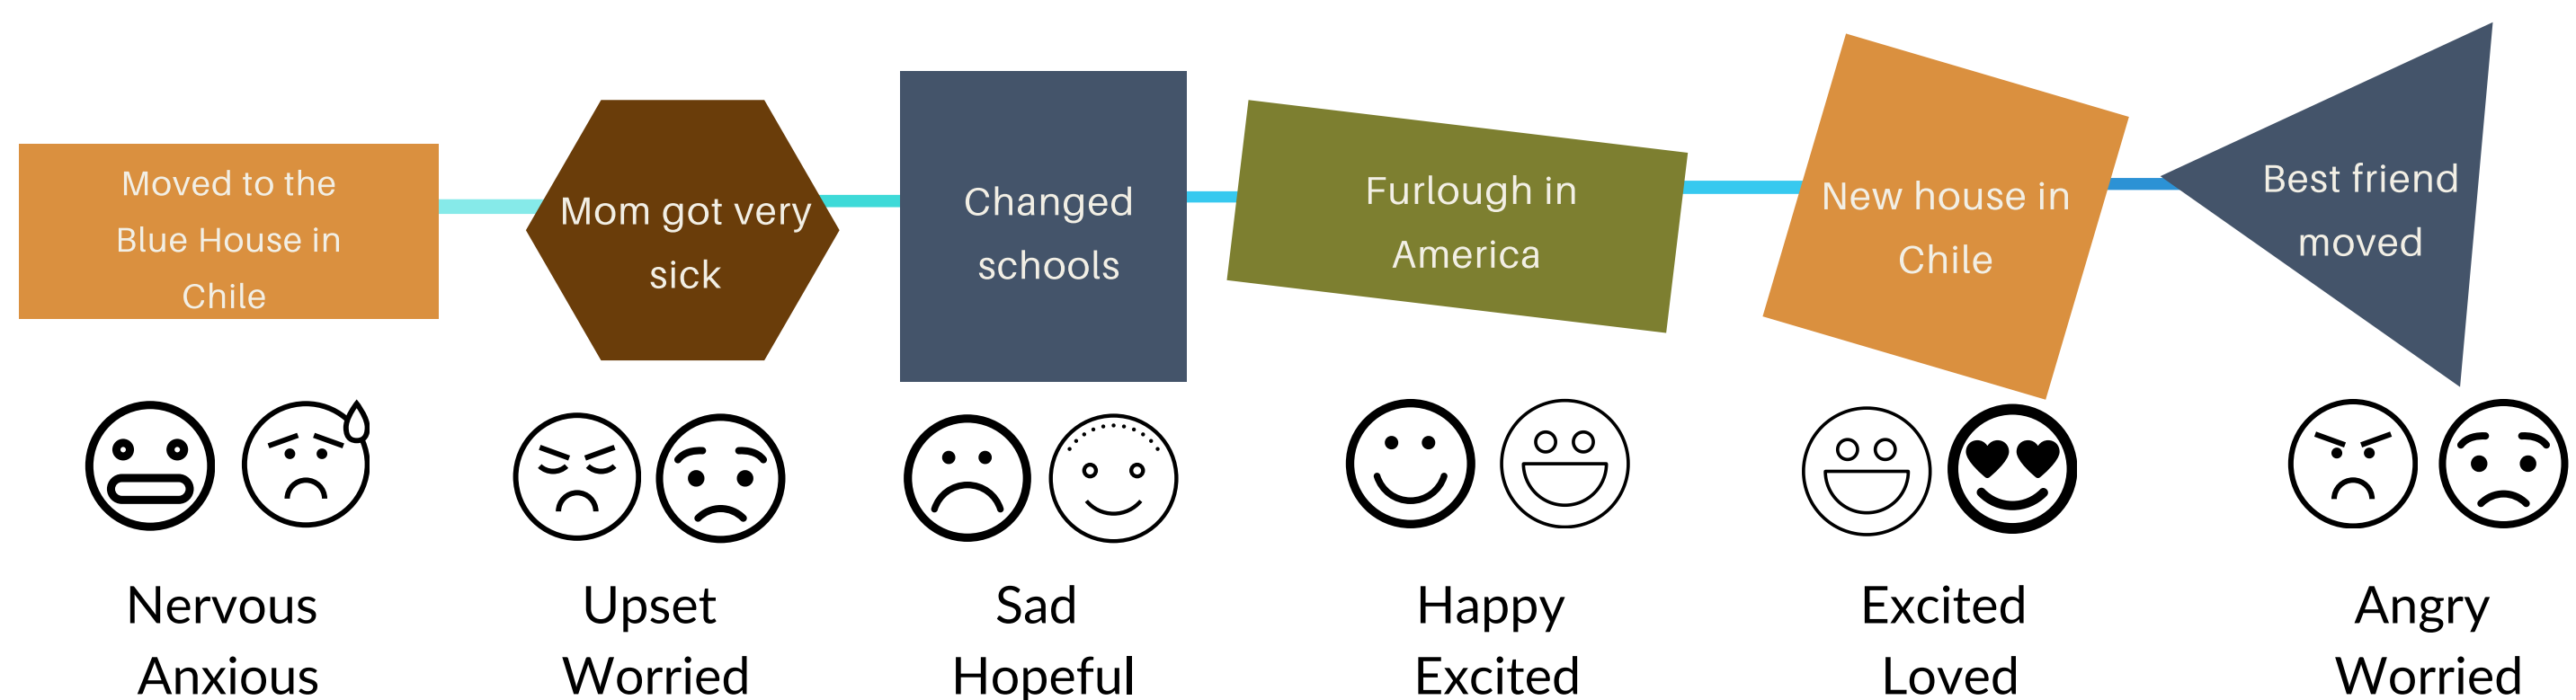 Moved to the
Blue House in
Chile
Mom got very
sick
Changed
schools
Furlough in
America
New house in
Chile
Best friend
moved
Nervous
Anxious
Upset
Worried
Sad
Hopeful
Happy
Excited
Excited
Loved
Angry
Worried